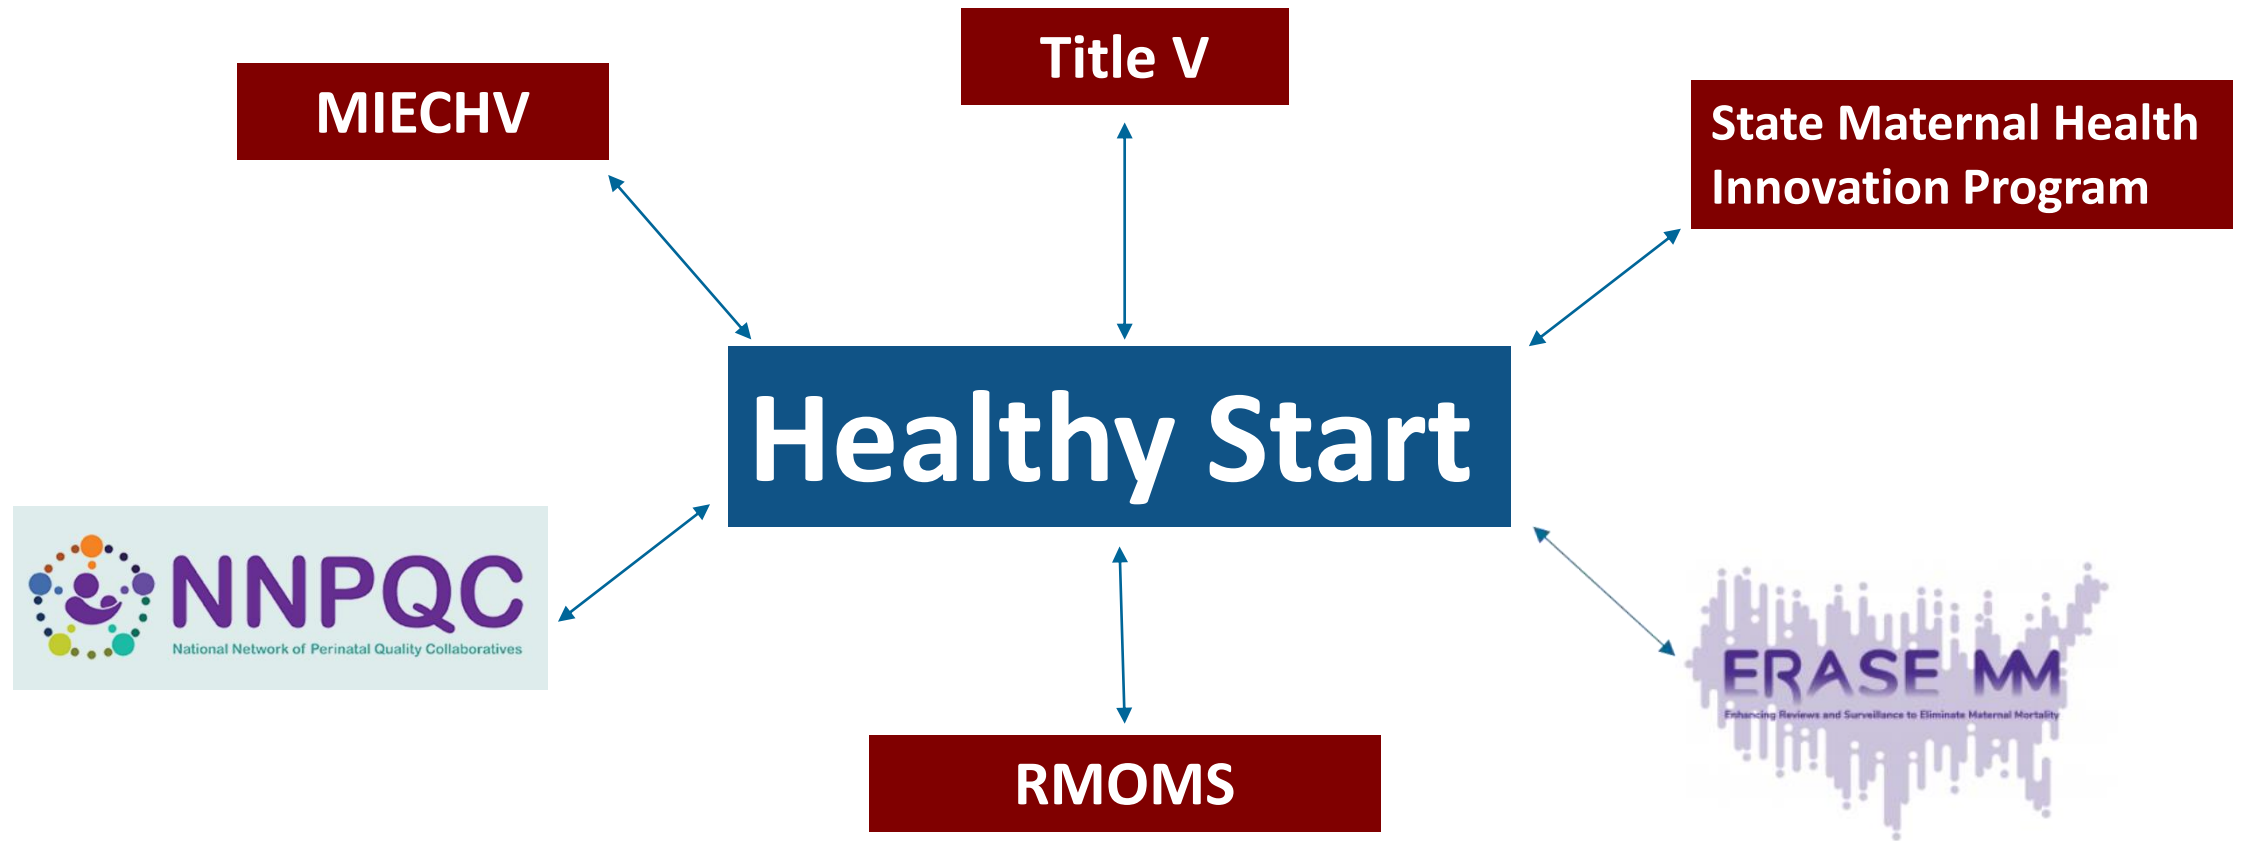 Title V
MIECHV
State Maternal Health
Innovation Program
Healthy Start
NNPQC
National Network of Perinatal Quality Collaboratives
ERASE MM
Enhancing Reviews and Surveillance to Eliminate Maternal Mortality
RMOMS